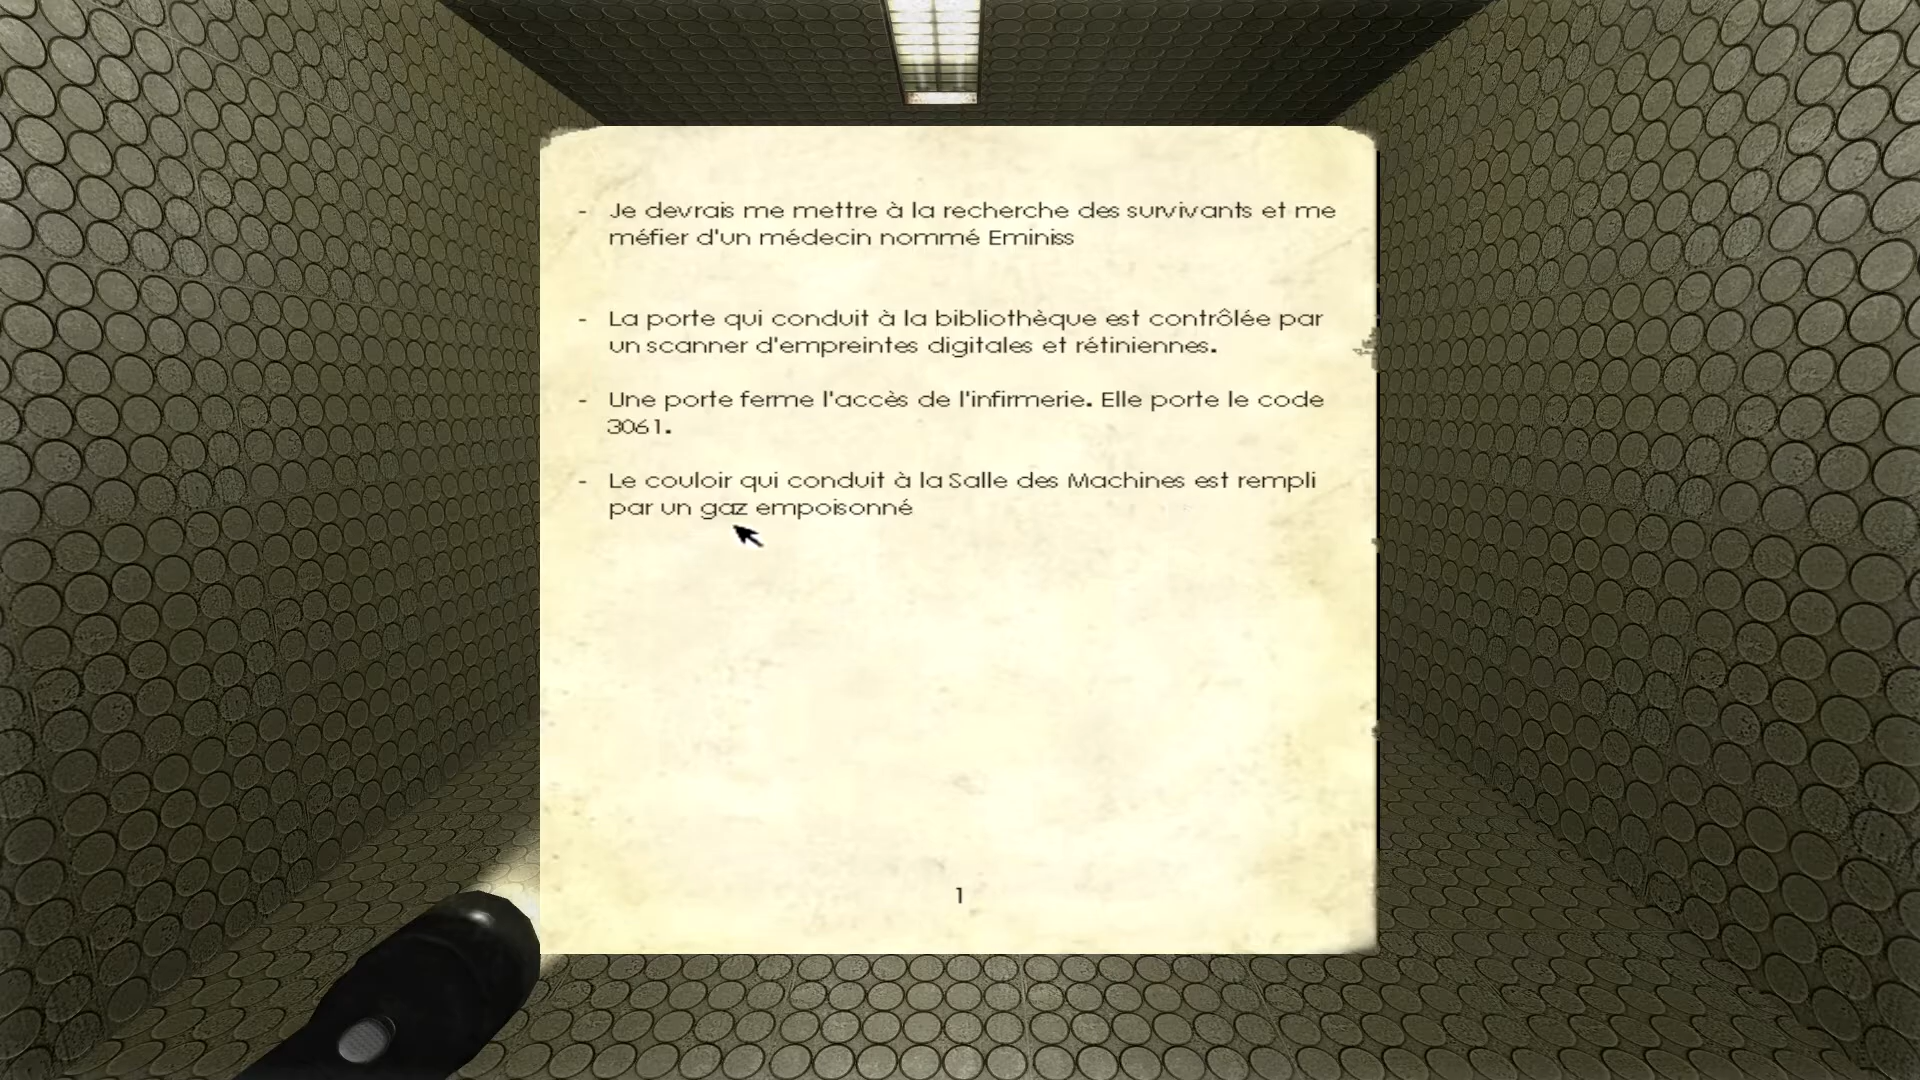 - Je devrais me mettre à la recherche des survivants et me
méfier d'un médecin nommé Eminiss
- La porte qui conduit à la bibliothèque est contrôlée par
un scanner d'empreintes digitales et rétiniennes.
- Une porte ferme l'accès de l'infirmerie. Elle porte le code
3061.
- Le couloir qui conduit à la Salle des Machines est rempli
par un gaz empoisonné
1